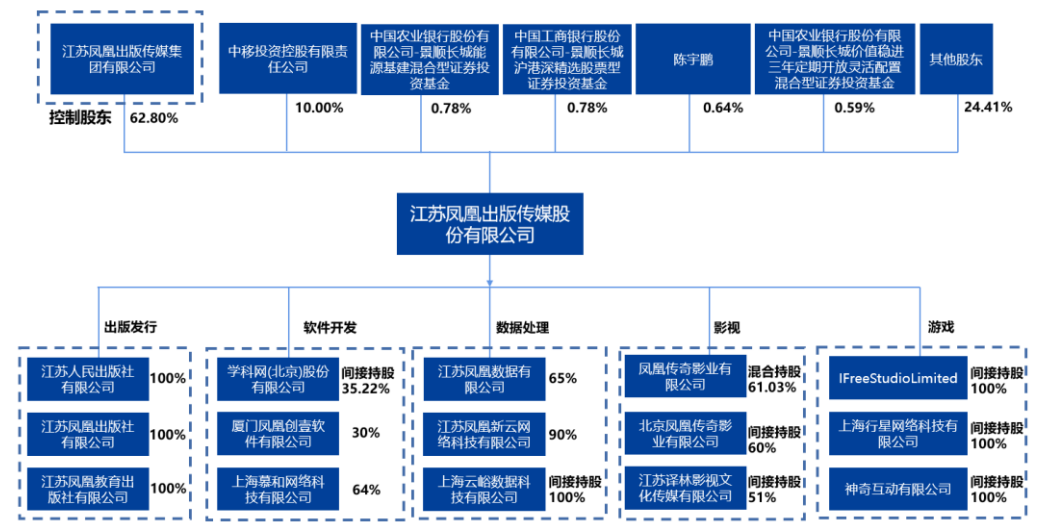 江苏凤凰出版传媒集
团有限公司
中移投资控股有限责
任公司
中国农业银行股份有
限公司-景顺长城能
源基建混合型证券投
资基金
中国工商银行股份
有限公司-景顺长城
沪港深精选股票型
证券投资基金
陈宇鹏
中国农业银行股份有限
公司-景顺长城价值稳进
三年定期开放灵活配置
混合型证券投资基金
其他股东
控制股东
62.80%
10.00%
0.78%
0.78%
0.64%
0.59%
24.41%
江苏凤凰出版传媒股
份有限公司
出版发行
软件开发
数据处理
影视
游戏
江苏人民出版社
有限公司
100%
江苏凤凰出版社
有限公司
100%
江苏凤凰教育出
版社有限公司
100%
学科网(北京)股份
有限公司
间接持股
35.22%
厦门凤凰创壹软
件有限公司
30%
上海慕和网络科
技有限公司
64%
江苏凤凰数据有
限公司
65%
江苏凤凰新云网
络科技有限公司
90%
上海云峪数据科
技有限公司
间接持股
100%
凤凰传奇影业有
限公司
混合持股
61.03%
北京凤凰传奇影
业有限公司
间接持股
60%
江苏译林影视文
化传媒有限公司
间接持股
51%
IFreeStudioLimited
间接持股
100%
上海行星网络科技有
限公司
间接持股
100%
神奇互动有限公司
间接持股
100%